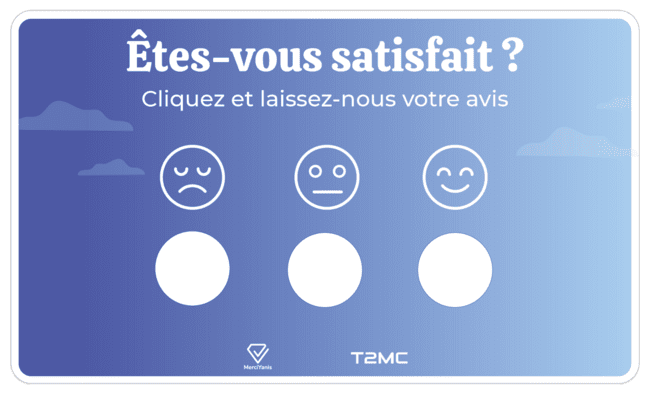 Êtes-vous satisfait ?
Cliquez et laissez-nous votre avis
MerciYanis
T2MC